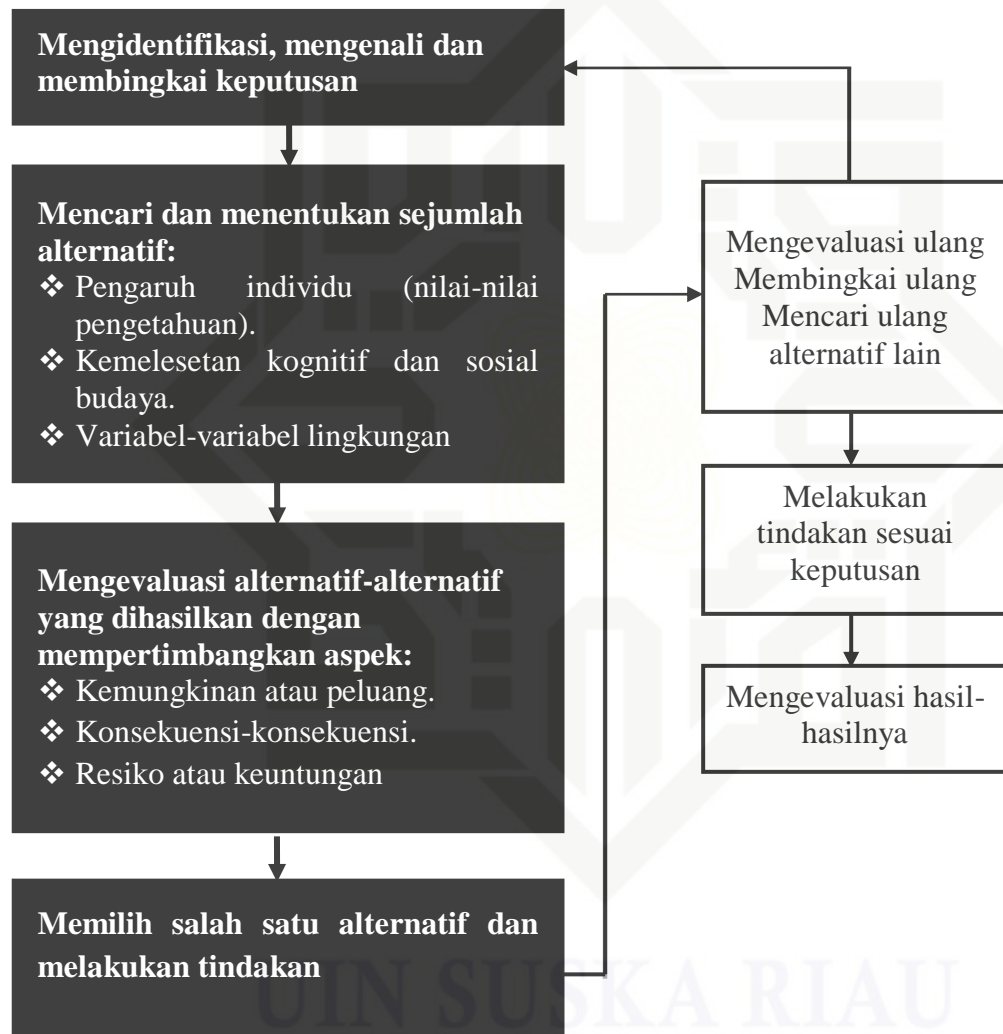 Mengidentifikasi, mengenali dan
membingkai keputusan
Mencari dan menentukan sejumlah
alternatif:
❖ Pengaruh individu (nilai-nilai
pengetahuan).
❖ Kemelesetan kognitif dan sosial
budaya.
❖ Variabel-variabel lingkungan
Mengevaluasi alternatif-alternatif
yang dihasilkan dengan
mempertimbangkan aspek:
❖ Kemungkinan atau peluang.
❖ Konsekuensi-konsekuensi.
❖ Resiko atau keuntungan
Memilih salah satu alternatif dan
melakukan tindakan
Mengevaluasi ulang
Membingkai ulang
Mencari ulang
alternatif lain
Melakukan
tindakan sesuai
keputusan
Mengevaluasi hasil-
hasilnya
UIN SUSKA RIAU